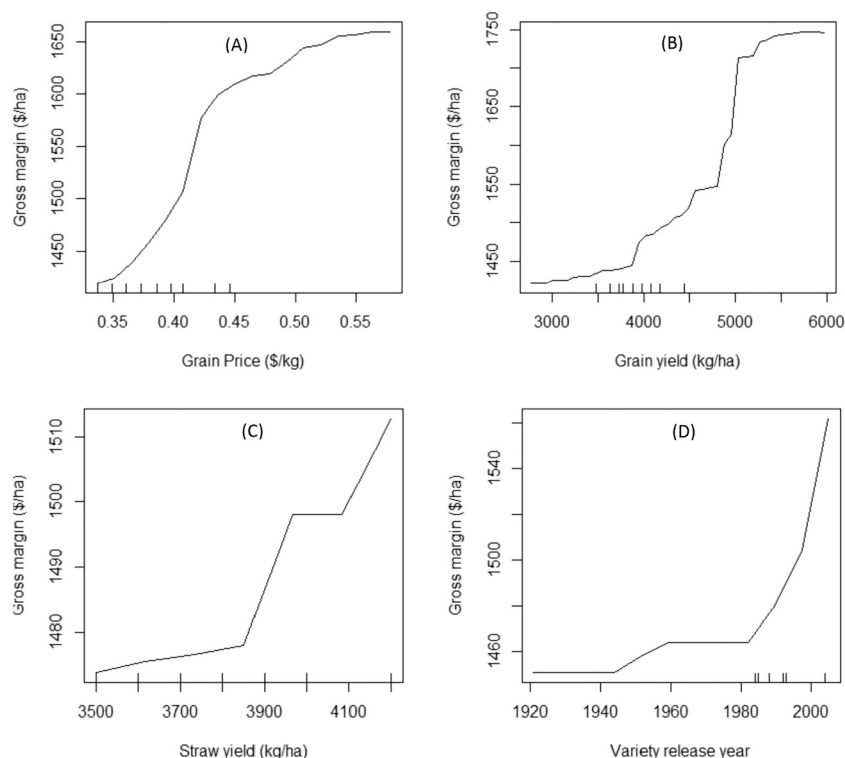 (A)
Gross margin ($/ha)
1650
1600
1550
1500
1450
0.35 0.40 0.45 0.50 0.55
Grain Price ($/kg)
(B)
Gross margin ($/ha)
1750
1650
1550
1450
3000 4000 5000 6000
Grain yield (kg/ha)
(C)
Gross margin ($/ha)
1510
1500
1490
1480
3500 3700 3900 4100
Straw yield (kg/ha)
(D)
Gross margin ($/ha)
1540
1500
1460
1920 1940 1960 1980 2000
Variety release year